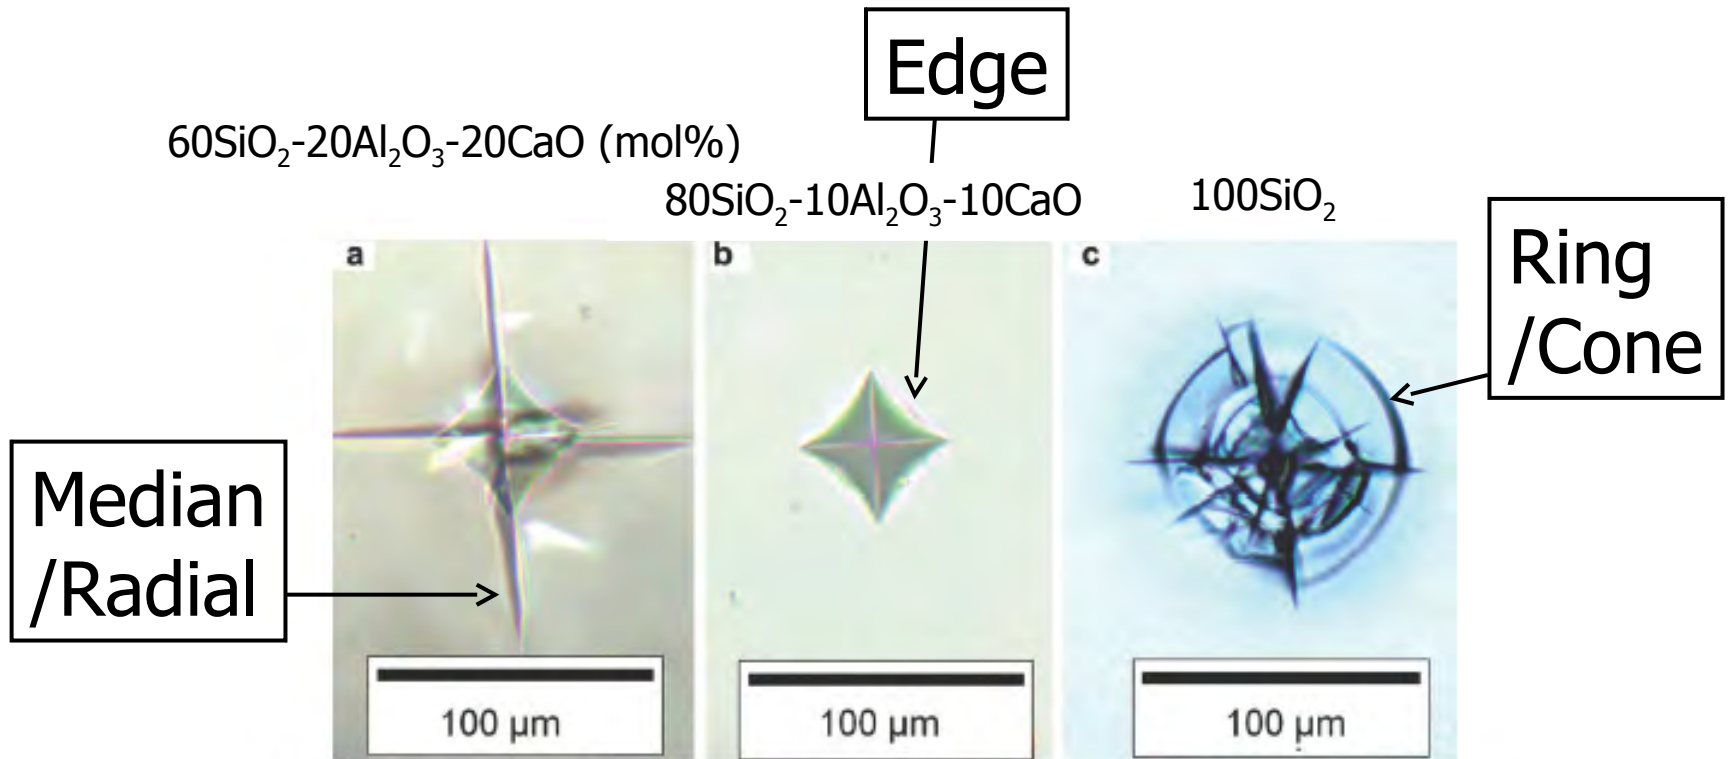 Edge
60SiO₂-20Al₂O₃-20CaO (mol%)
80SiO₂-10Al₂O₃-10CaO
100SiO₂
Ring
/Cone
a
b
c
Median
/Radial
100 µm
100 µm
100 µm